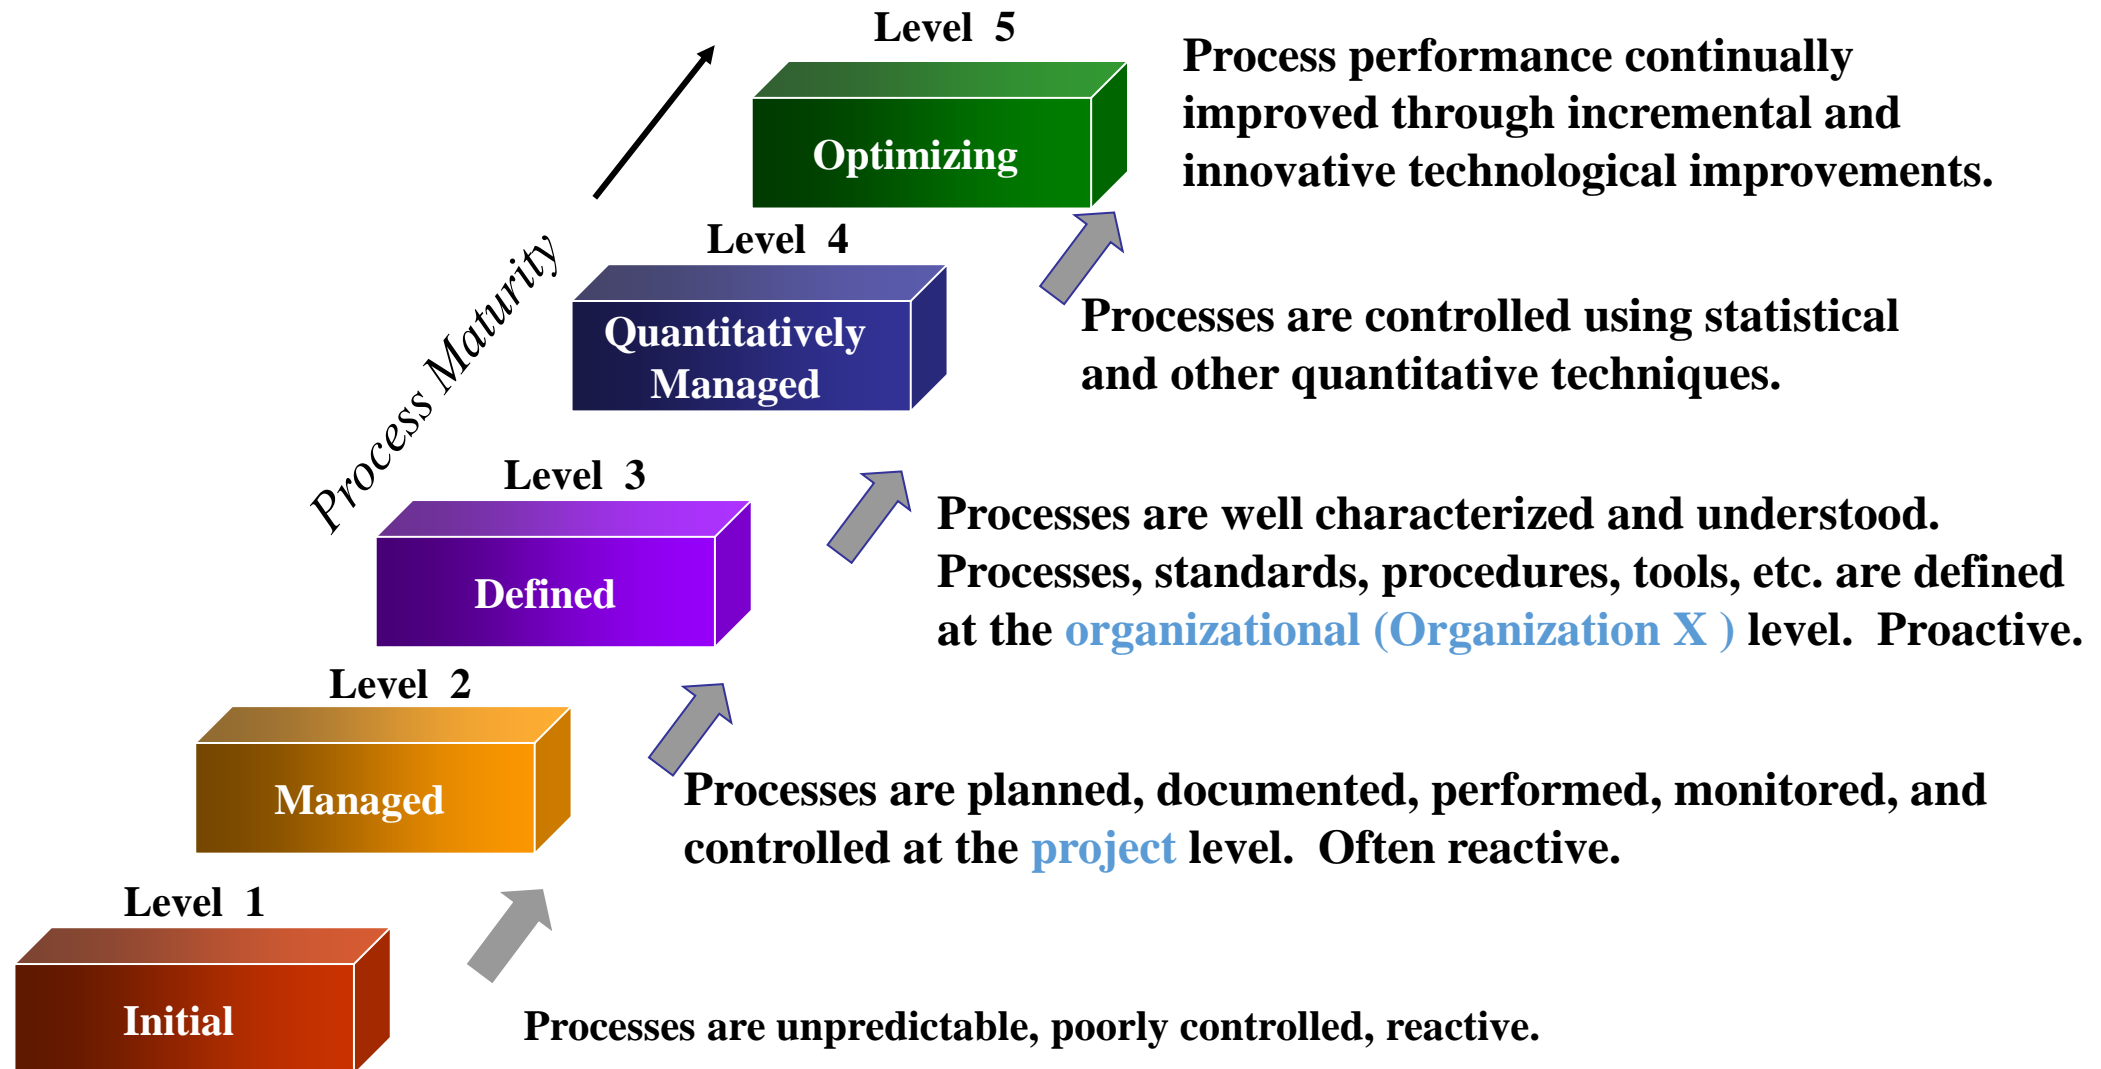 Level 5
Optimizing
Process performance continually
improved through incremental and
innovative technological improvements.
Process Maturity
Level 4
Quantitatively
Managed
Processes are controlled using statistical
and other quantitative techniques.
Level 3
Defined
Processes are well characterized and understood.
Processes, standards, procedures, tools, etc. are defined
at the organizational (Organization X ) level. Proactive.
Level 2
Managed
Processes are planned, documented, performed, monitored, and
controlled at the project level. Often reactive.
Level 1
Initial
Processes are unpredictable, poorly controlled, reactive.